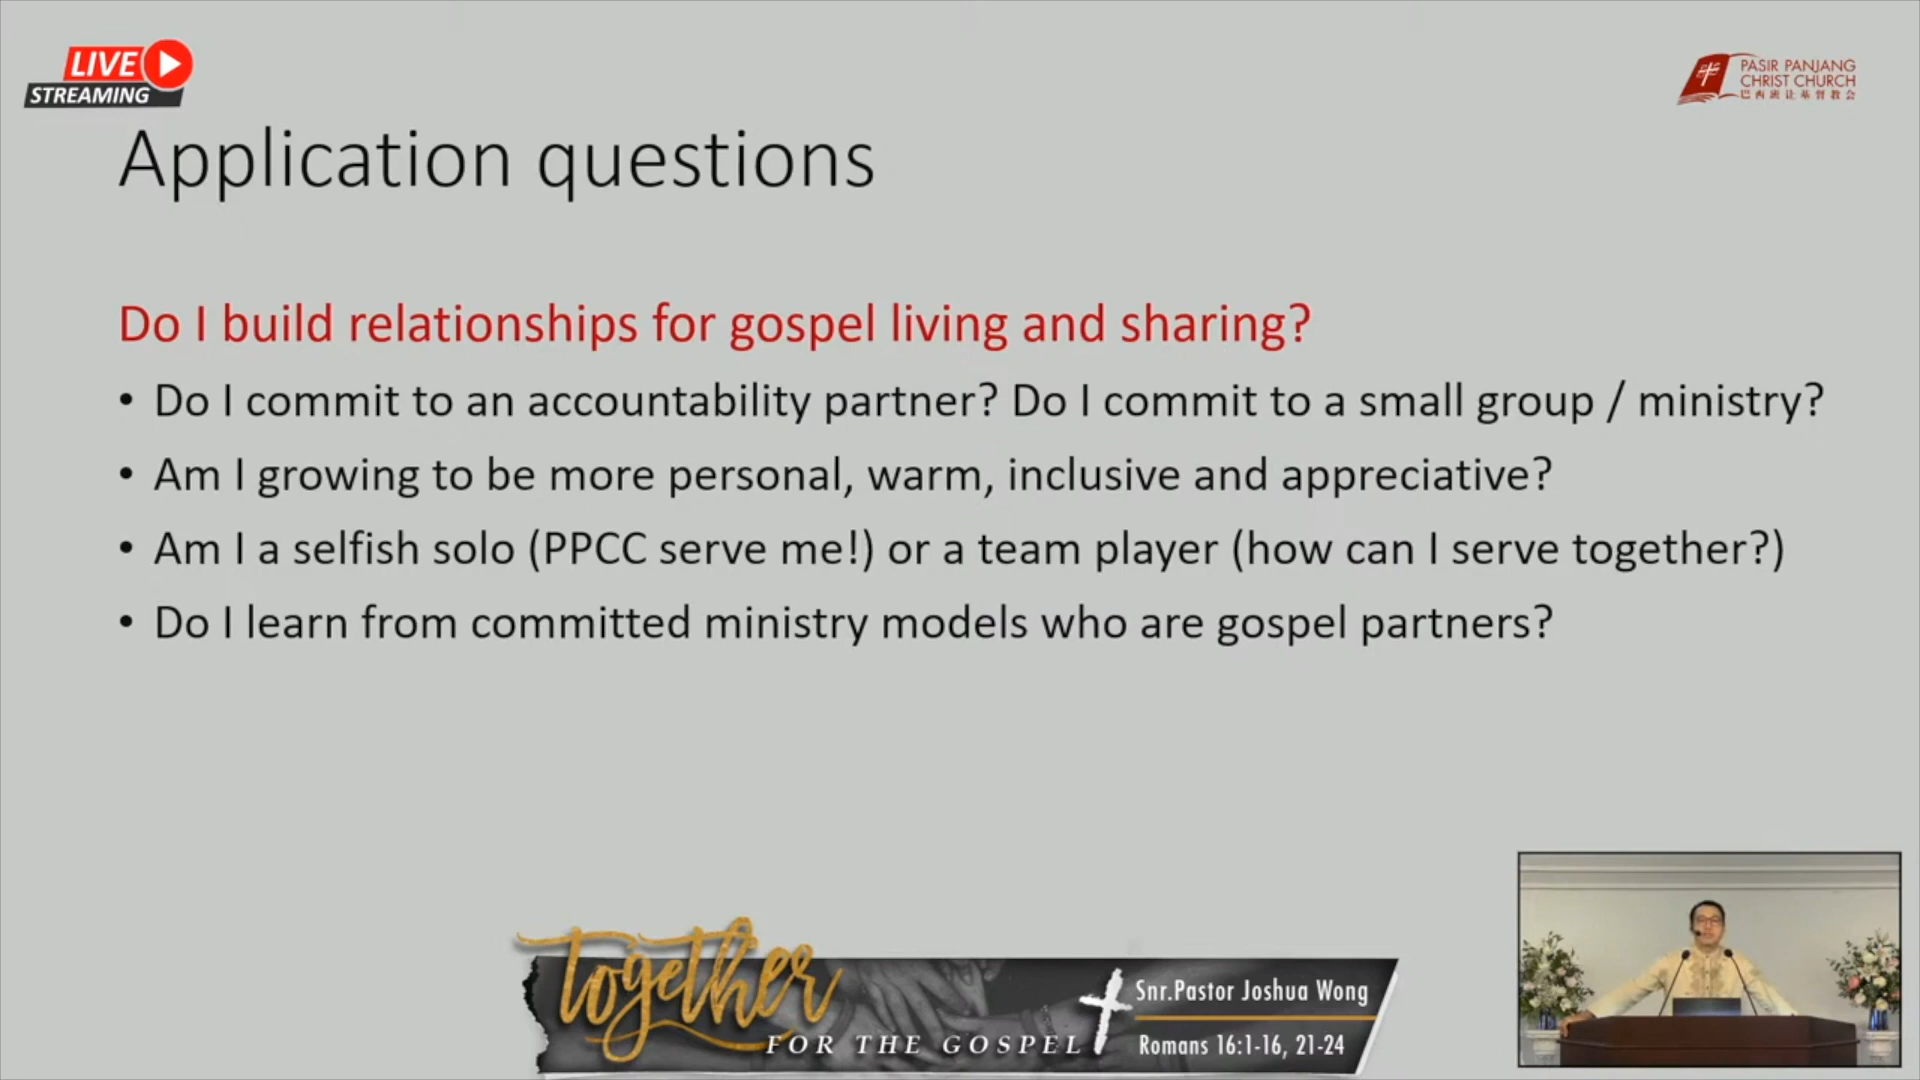 LIVE
STREAMING
PASIR PANJANG
CHRIST CHURCH
巴西班让基督教会
Application questions
Do I build relationships for gospel living and sharing?
• Do I commit to an accountability partner? Do I commit to a small group / ministry?
• Am I growing to be more personal, warm, inclusive and appreciative?
• Am I a selfish solo (PPCC serve me!) or a team player (how can I serve together?)
• Do I learn from committed ministry models who are gospel partners?
together
FOR THE GOSPEL
Snr.Pastor Joshua Wong
Romans 16:1-16, 21-24